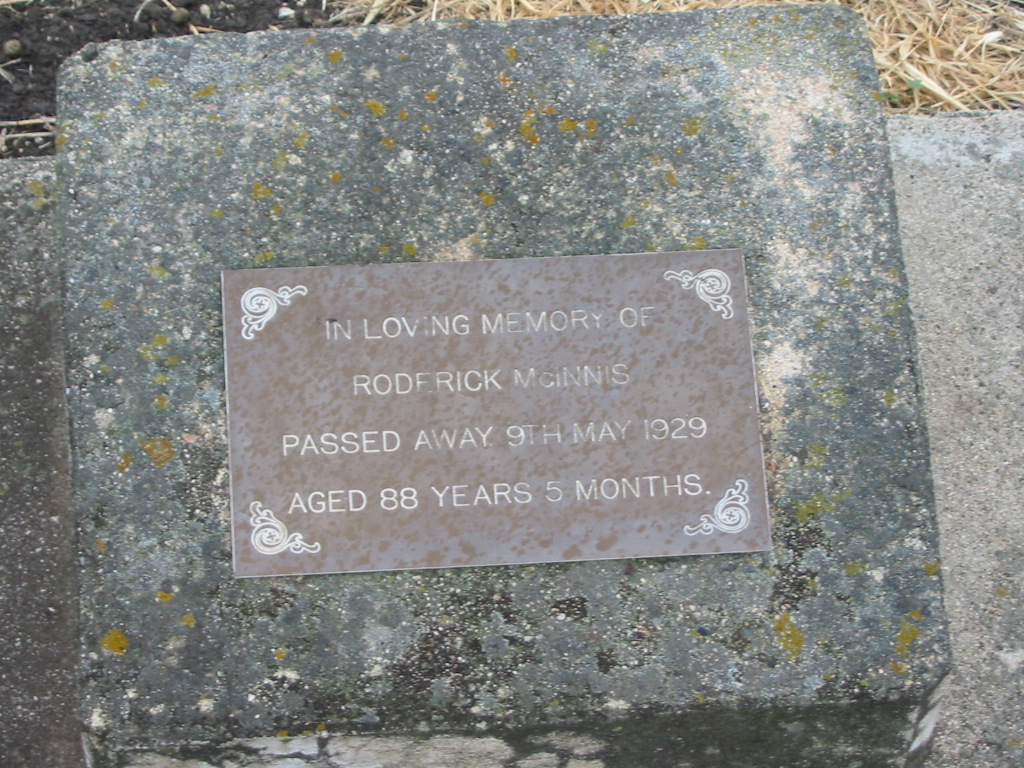 IN LOVING MEMORY OF
RODERICK McINNIS
PASSED AWAY 9TH MAY 1929
AGED 88 YEARS 5 MONTHS.